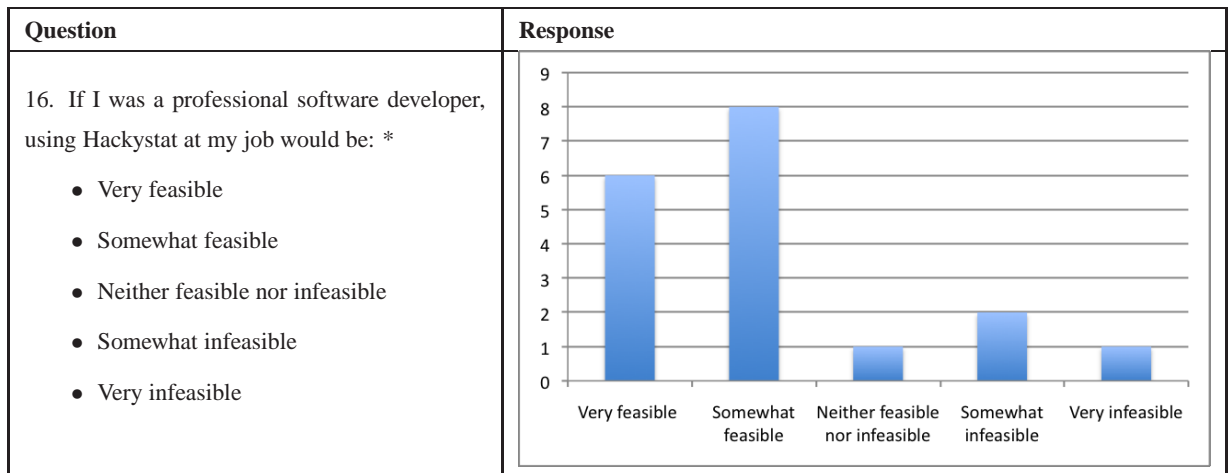 Question
Response
16. If I was a professional software developer,
using Hackystat at my job would be: *
• Very feasible
• Somewhat feasible
• Neither feasible nor infeasible
• Somewhat infeasible
• Very infeasible
9
8
7
6
5
4
3
2
1
0
Very feasible
Somewhat
feasible
Neither feasible
nor infeasible
Somewhat
infeasible
Very infeasible